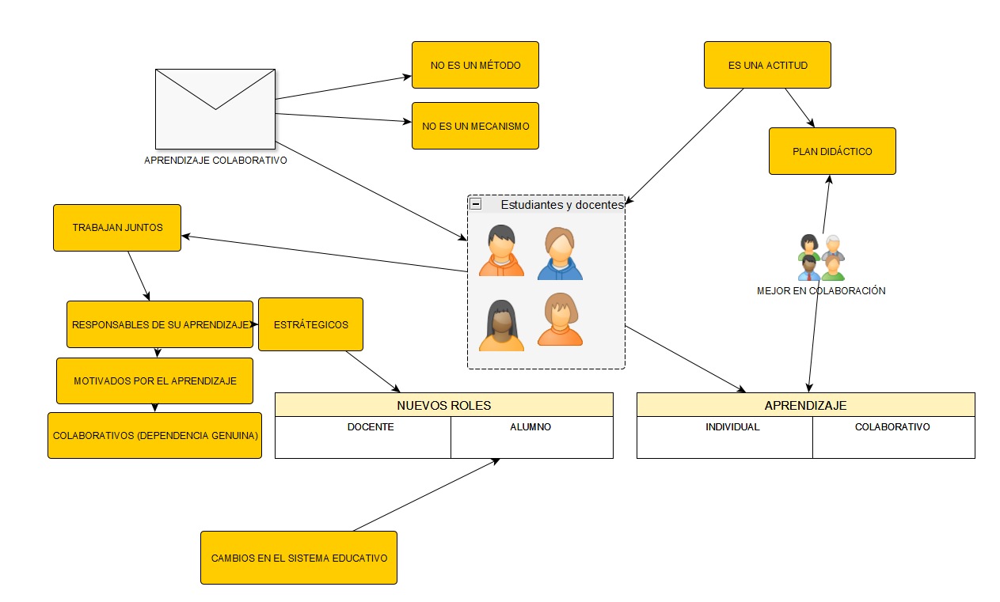 NO ES UN MÉTODO
ES UNA ACTITUD
NO ES UN MECANISMO
PLAN DIDÁCTICO
APRENDIZAJE COLABORATIVO
Estudiantes y docentes
TRABAJAN JUNTOS
MEJOR EN COLABORACIÓN
RESPONSABLES DE SU APRENDIZAJE
ESTRÁTEGICOS
MOTIVADOS POR EL APRENDIZAJE
COLABORATIVOS (DEPENDENCIA GENUINA)
NUEVOS ROLES
DOCENTE
ALUMNO
APRENDIZAJE
INDIVIDUAL
COLABORATIVO
CAMBIOS EN EL SISTEMA EDUCATIVO